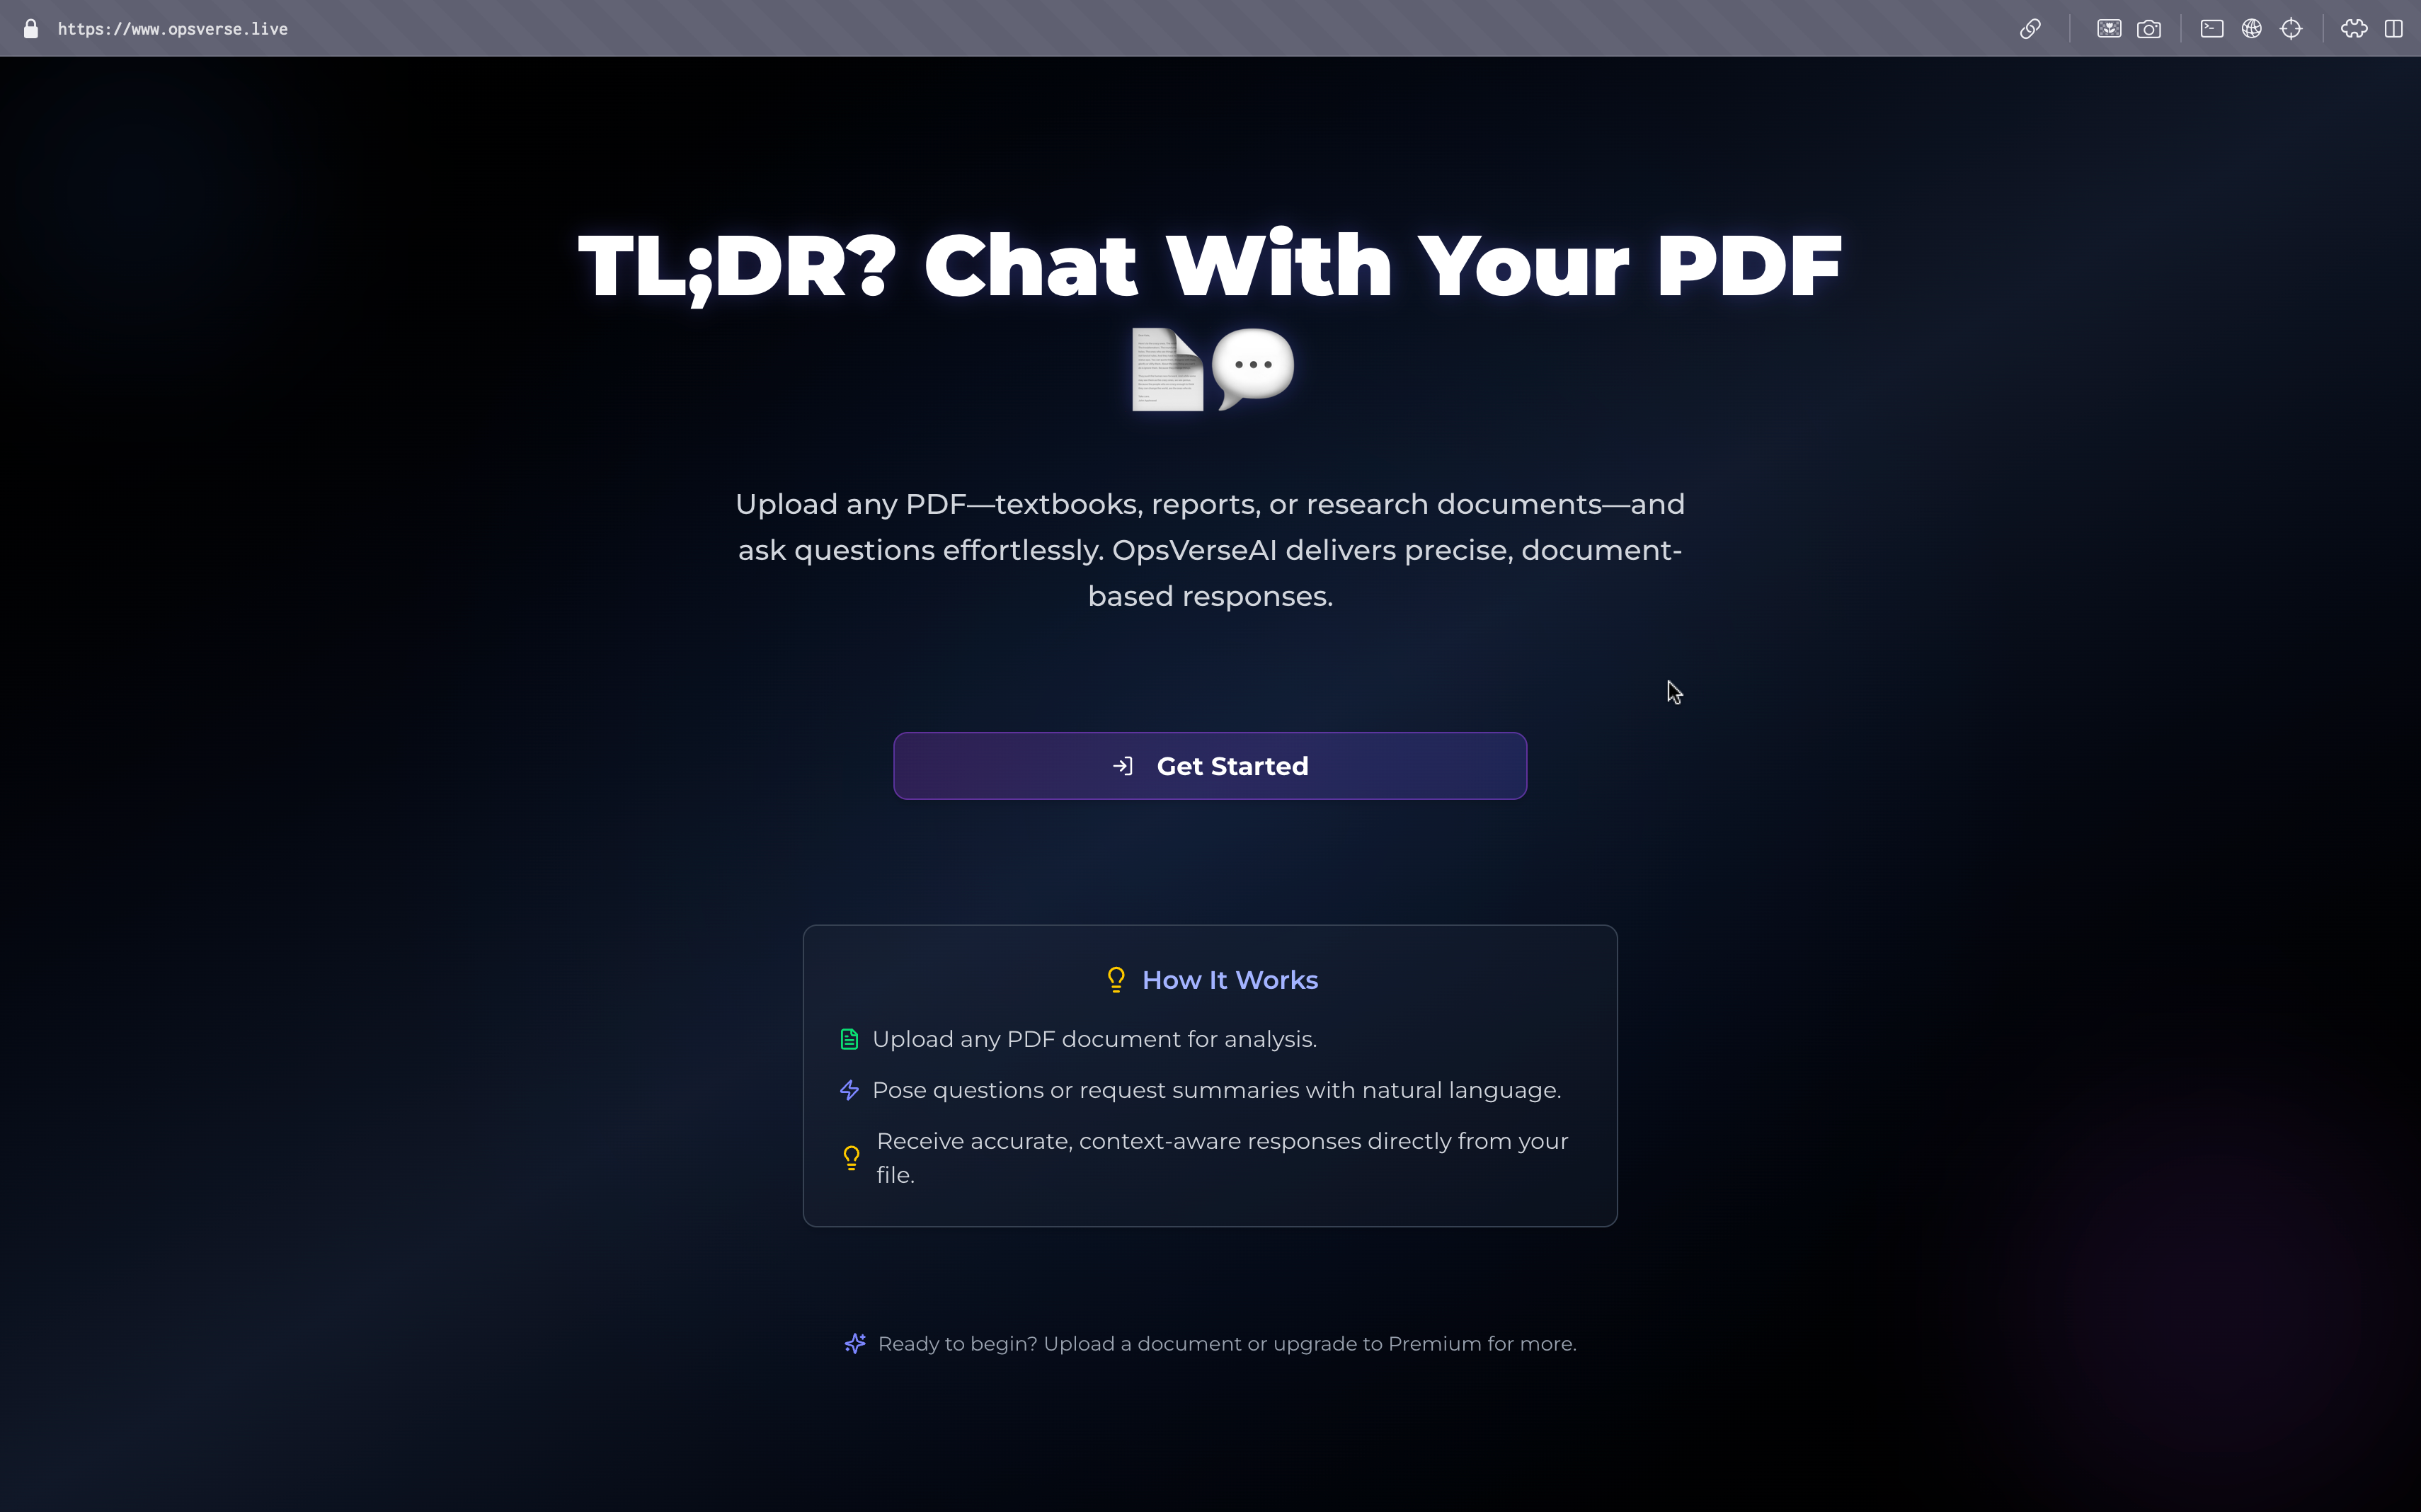 https://www.opsverse.live
TL;DR? Chat With Your PDF
Upload any PDF—textbooks, reports, or research documents—and
ask questions effortlessly. OpsVerseAI delivers precise, document-
based responses.
Get Started
How It Works
Upload any PDF document for analysis.
Pose questions or request summaries with natural language.
Receive accurate, context-aware responses directly from your
file.
Ready to begin? Upload a document or upgrade to Premium for more.